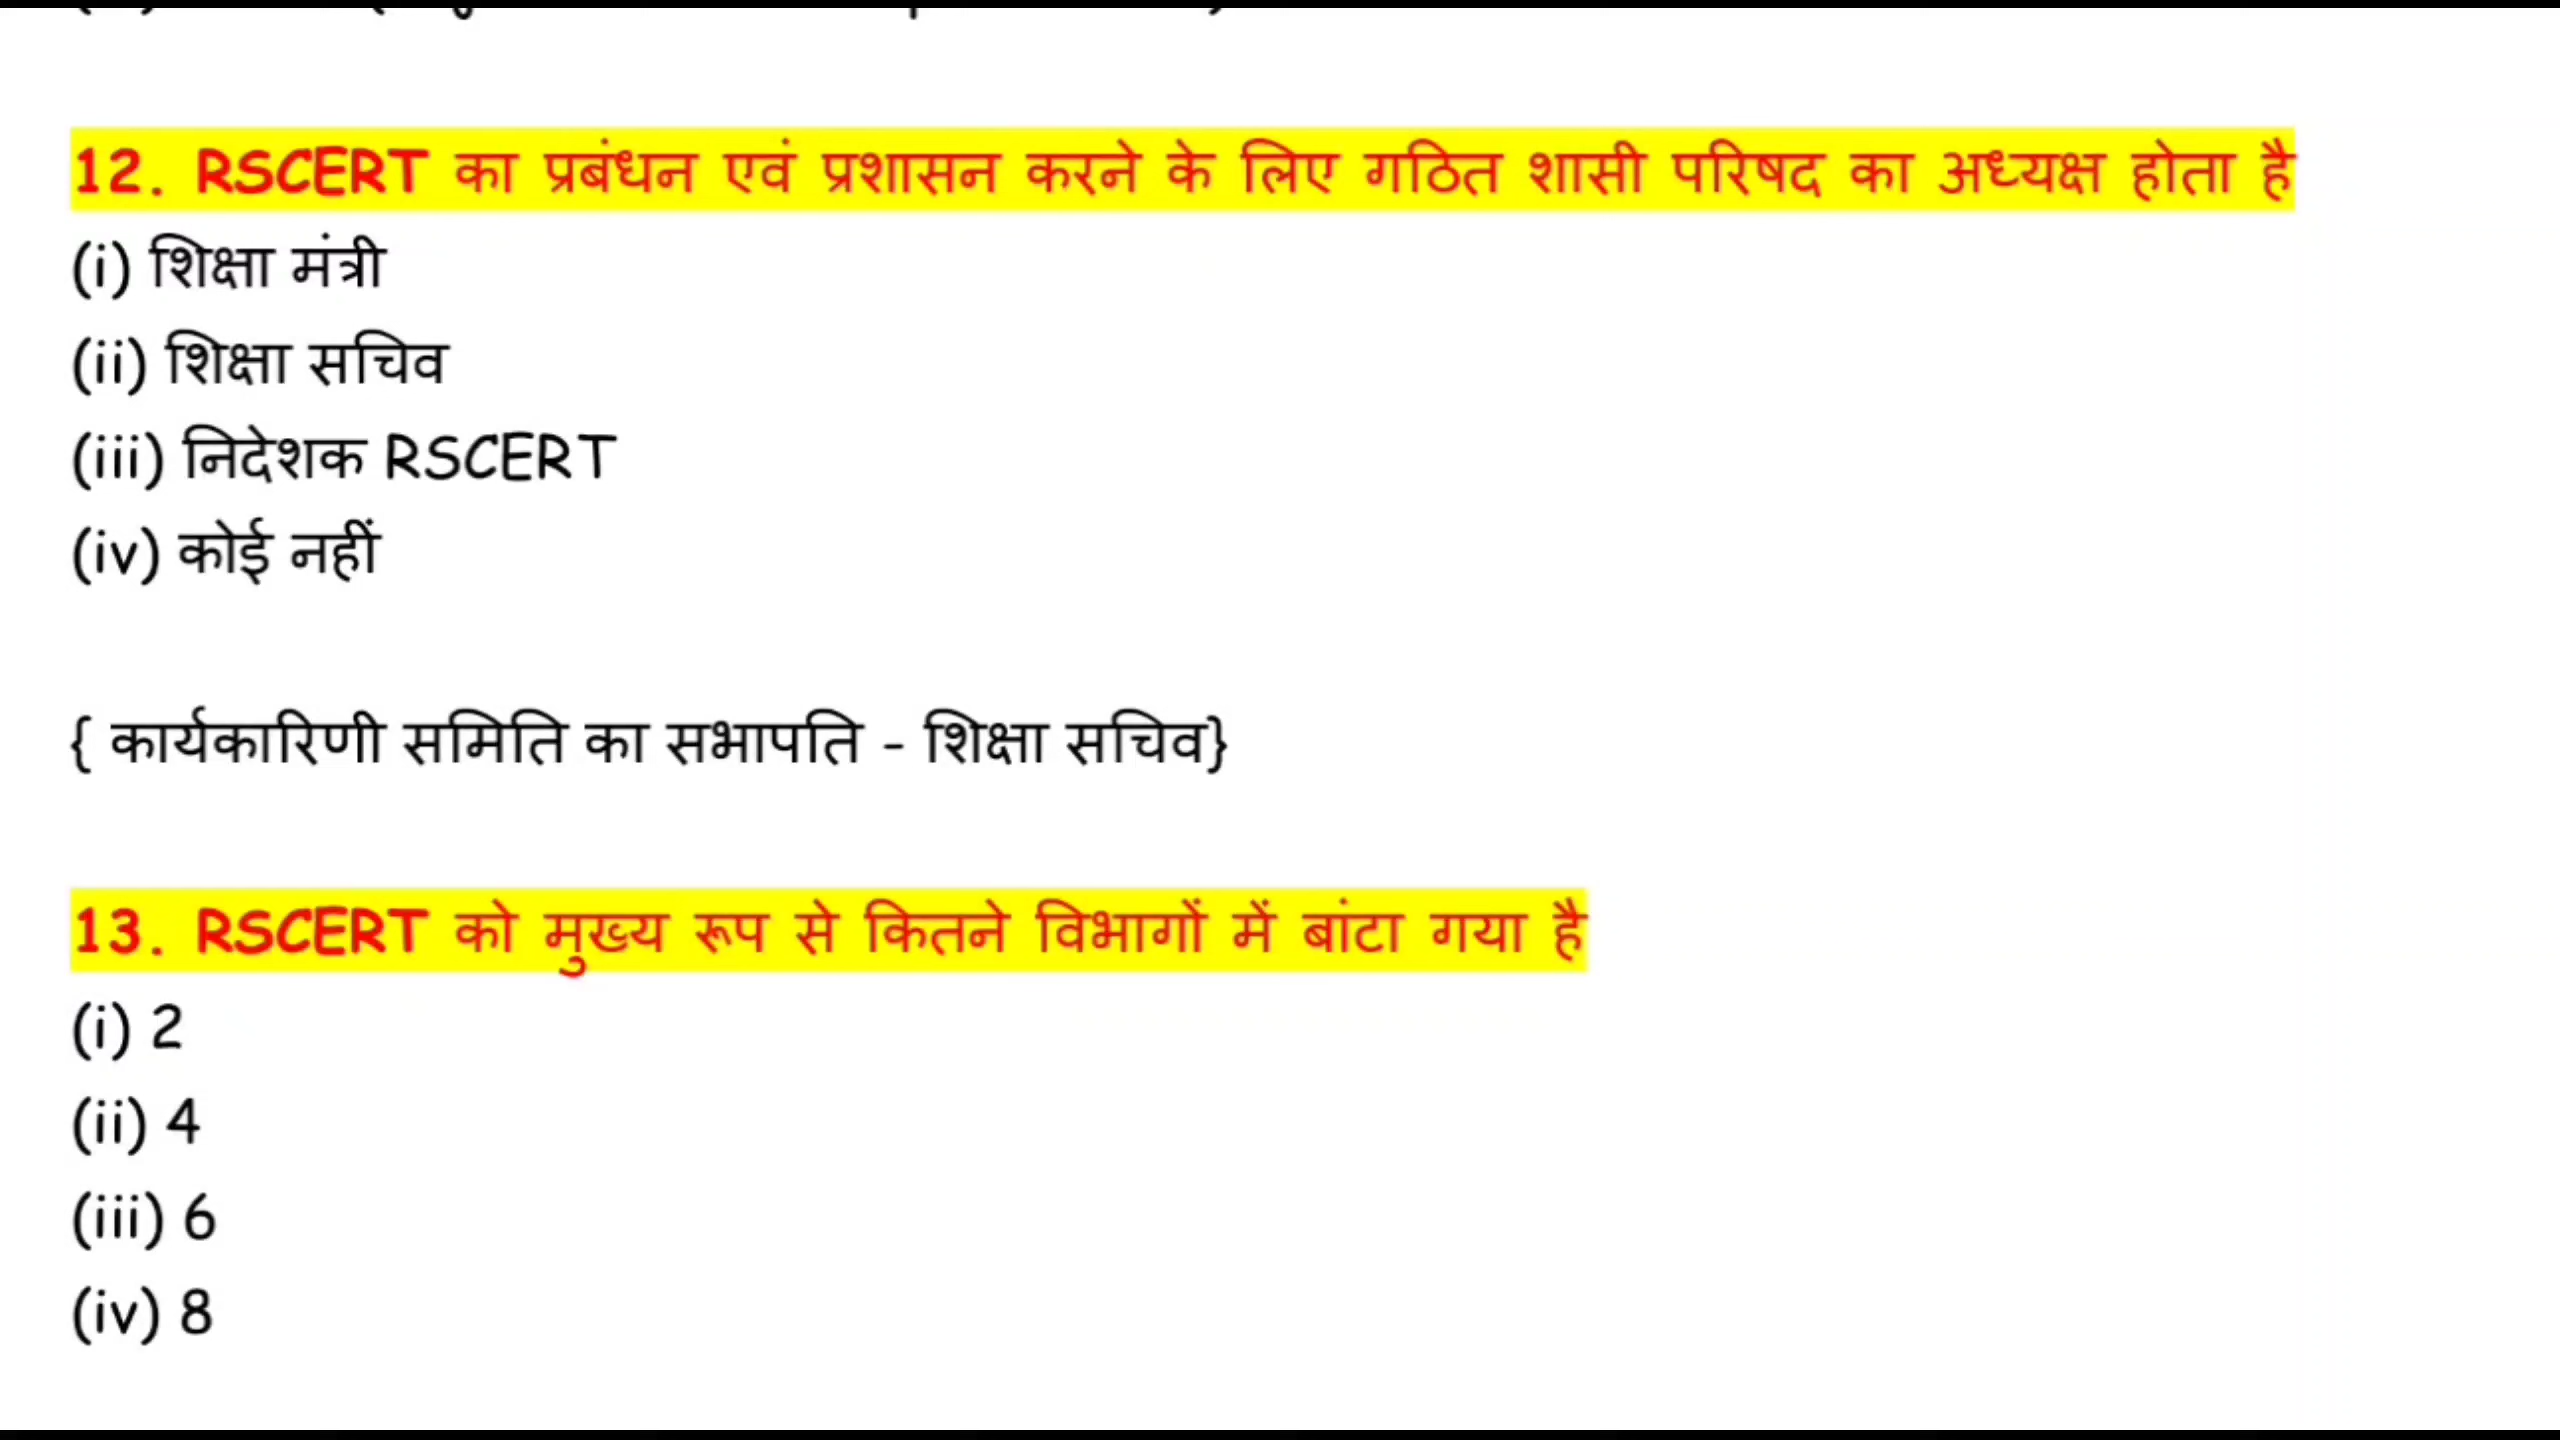 12. RSCERT का प्रबंधन एवं प्रशासन करने के लिए गठित शासी परिषद का अध्यक्ष होता है
(i) शिक्षा मंत्री
(ii) शिक्षा सचिव
(iii) निदेशक RSCERT
(iv) कोई नहीं
{ कार्यकारिणी समिति का सभापति - शिक्षा सचिव}
13. RSCERT को मुख्य रूप से कितने विभागों में बांटा गया है
(i) 2
(ii) 4
(iii) 6
(iv) 8